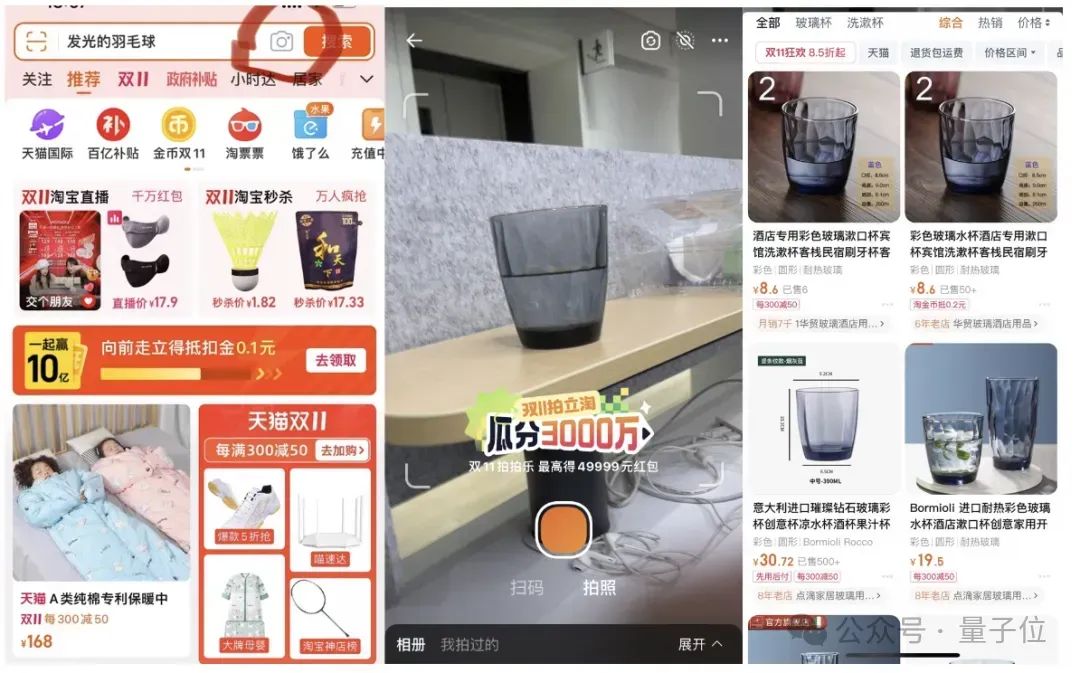 发光的羽毛球
搜索
关注 推荐 双11 政府补贴 小时达 居家
水果
天猫国际 百亿补贴 金币双11 淘票票 饿了么 充值中
双11淘宝直播 千万红包
双11淘宝秒杀 万人疯抢
交个朋友 直播价¥17.9
秒杀价¥1.82 秒杀价¥17.33
一起赢
10亿
向前走立得抵扣金0.1元
去领取
天猫双11
每满300减50 去加购>
爆款5折抢
喵速达
大牌母婴
淘宝神店榜
天猫 A类纯棉专利保暖中
双11每300减50
¥168
双11拍立淘
瓜分3000万
双11拍拍乐 最高得49999元红包
扫码 拍照
相册 我拍过的 展开
全部 玻璃杯 洗漱杯 综合 热销 价格
双11狂欢 8.5折起 天猫 退货包运费 价格区间
2
蓝色
酒店专用彩色玻璃漱口杯宾
馆洗漱杯客栈民宿刷牙杯客
彩色 | 圆形 | 耐热玻璃
¥8.6 已售6
每300减50
月销7千 1华贸玻璃酒店用...>
2
蓝色
彩色玻璃水杯酒店专用漱口
杯宾馆洗漱杯客栈民宿刷牙
彩色 | 圆形 | 耐热玻璃
¥8.6 已售50+
淘金币抵0.2元
6年老店 华贸玻璃酒店用品>
中号-390ML
意大利进口璀璨钻石玻璃彩
杯创意杯凉水杯酒杯果汁杯
彩色 | 圆形 | Bormioli Rocco
¥30.72 已售500+
先用后付 每300减50
8年老店 点滴家居玻璃用...>
Bormioli 进口耐热彩色玻璃
水杯酒店漱口杯创意家用开
彩色 | 圆形 | 耐热玻璃
¥19.5
每300减50
8年老店 点滴家居玻璃用...>
官方旗舰店
公众号·量子位